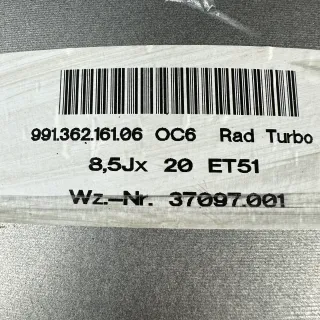 991.362.161.06 OC6 Rad Turbo
8,5Jx 20 ET51
Wz.-Nr. 37097.001